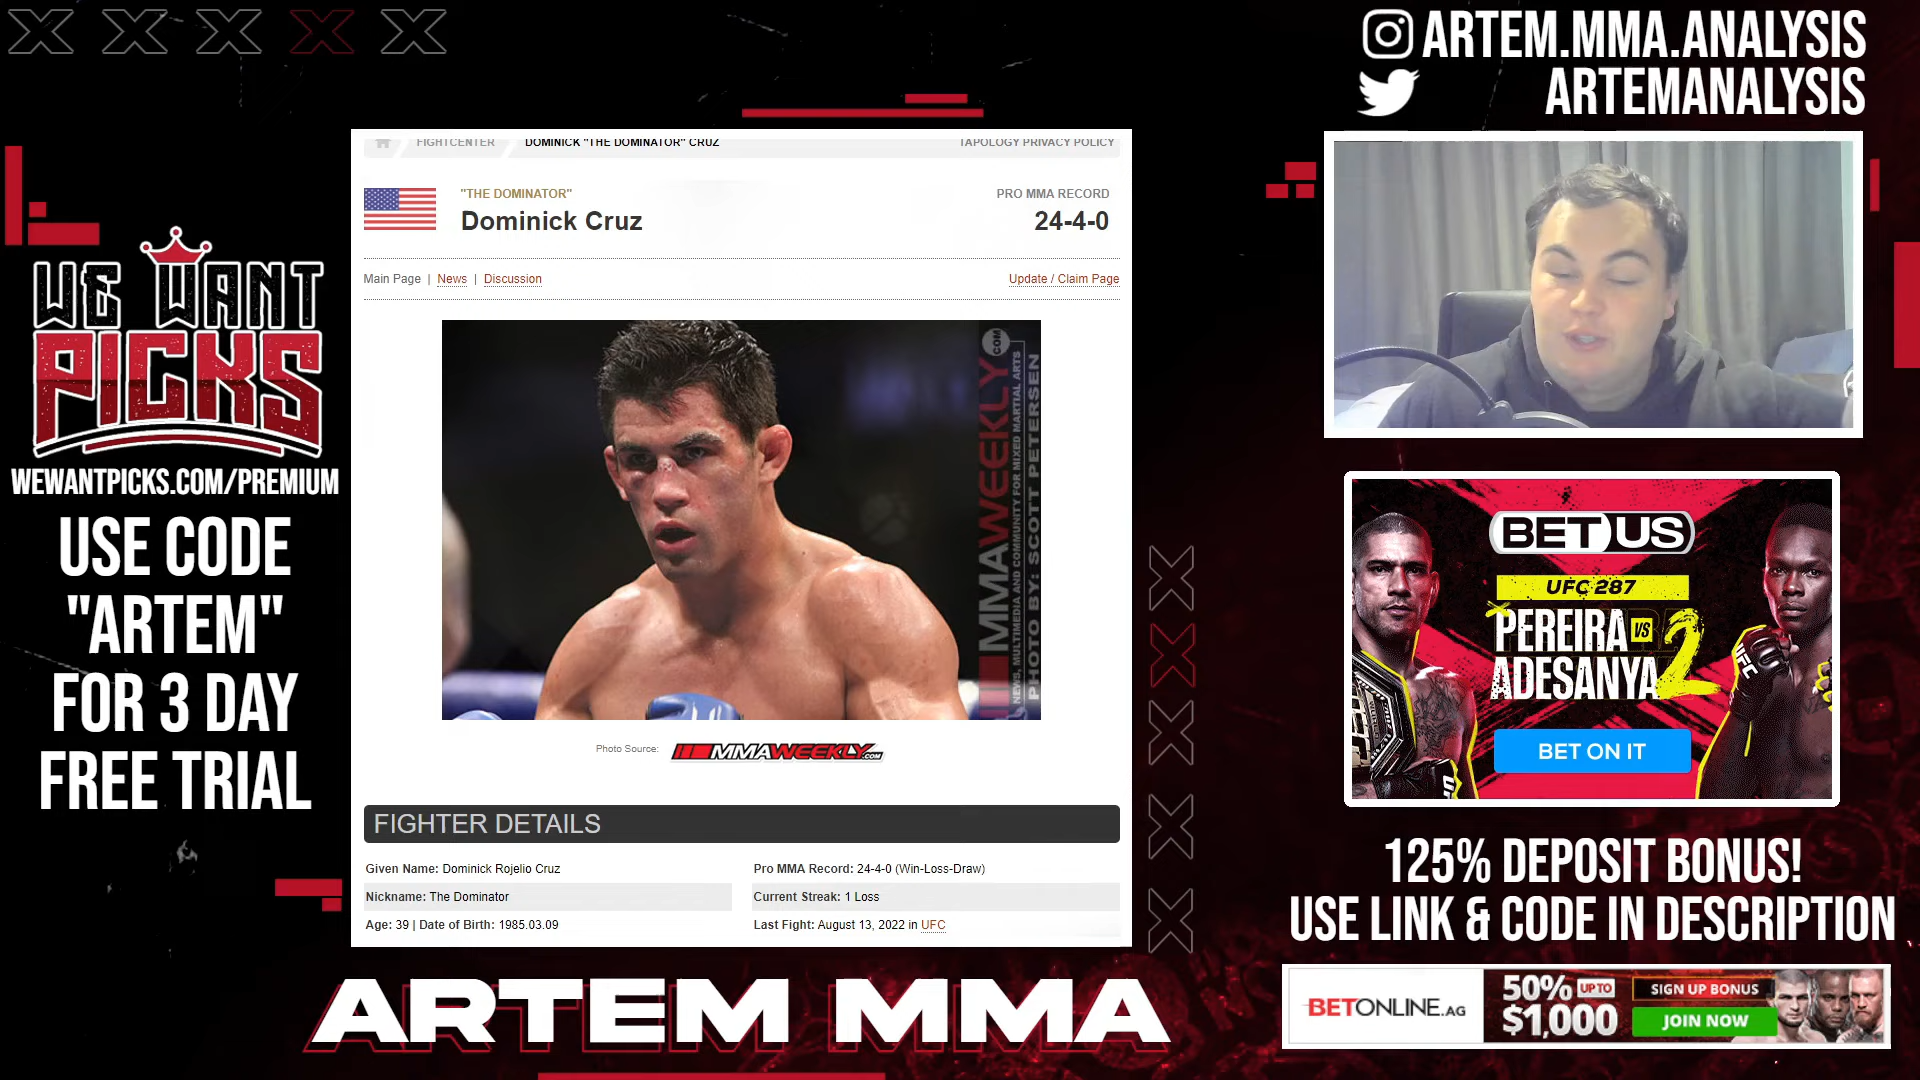 ARTEM.MMA.ANALYSIS
ARTEMANALYSIS
FIGHTCENTER
DOMINICK "THE DOMINATOR" CRUZ
TAPOLOGY PRIVACY POLICY
"THE DOMINATOR"
Dominick Cruz
PRO MMA RECORD
24-4-0
Main Page | News | Discussion
Update / Claim Page
MMAWEEKLY
COM
NEWS, MULTIMEDIA AND COMMUNITY FOR MIXED MARTIAL ARTS
PHOTO BY: SCOTT PETERSEN
Photo Source:
MMAWEEKLY.COM
FIGHTER DETAILS
Given Name: Dominick Rojelio Cruz
Pro MMA Record: 24-4-0 (Win-Loss-Draw)
Nickname: The Dominator
Current Streak: 1 Loss
Age: 39 | Date of Birth: 1985.03.09
Last Fight: August 13, 2022 in UFC
WE WANT
PICKS
WEWANTPICKS.COM/PREMIUM
USE CODE
"ARTEM"
FOR 3 DAY
FREE TRIAL
BETUS
UFC 287
PEREIRA VS
ADESANYA 2
UFC
BET ON IT
125% DEPOSIT BONUS!
USE LINK & CODE IN DESCRIPTION
BETONLINE.AG
50% UP TO
$1,000
SIGN UP BONUS
JOIN NOW
ARTEM MMA